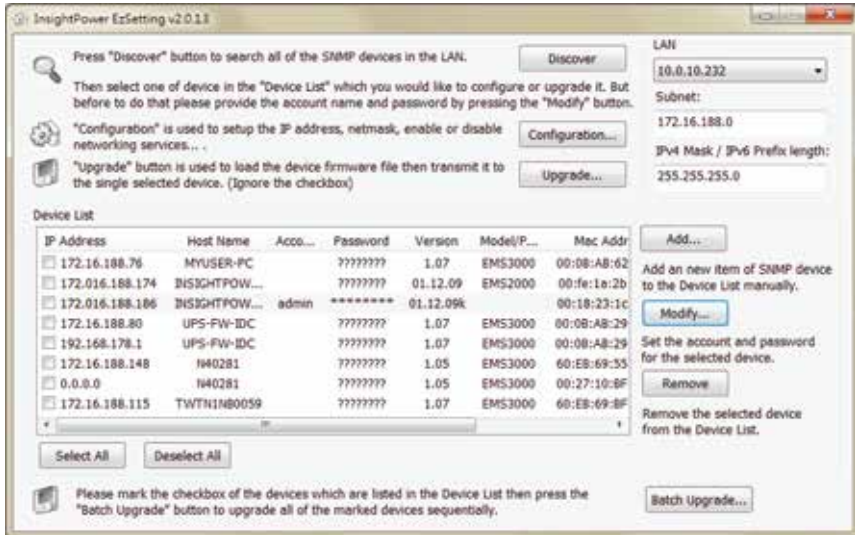 InsightPower EzSetting v2.0.13
Press "Discover" button to search all of the SNMP devices in the LAN.
Discover
Then select one of device in the "Device List" which you would like to configure or upgrade it. But
before to do that please provide the account name and password by pressing the "Modify" button.
"Configuration" is used to setup the IP address, netmask, enable or disable
networking services... .
Configuration...
"Upgrade" button is used to load the device firmware file then transmit it to
the single selected device. (Ignore the checkbox)
Upgrade...
LAN
10.0.10.232
Subnet:
172.16.188.0
IPv4 Mask / IPv6 Prefix length:
255.255.255.0
Device List
IP Address Host Name Acco... Password Version Model/P... Mac Addr
172.16.188.76 MYUSER-PC ???????? 1.07 EMS3000 00:08:A8:62
172.016.188.174 INSIGHTPOW... ???????? 01.12.09 EMS2000 00:fe:1a:2b
172.016.188.186 INSIGHTPOW... admin ******** 01.12.09k 00:18:23:1c
172.16.188.80 UPS-FW-IDC ???????? 1.07 EMS3000 00:08:A8:29
192.168.178.1 UPS-FW-IDC ???????? 1.07 EMS3000 00:08:A8:29
172.16.188.148 N40281 ???????? 1.05 EMS3000 60:EB:69:55
0.0.0.0 N40281 ???????? 1.05 EMS3000 00:27:10:BF
172.16.188.115 TWTN1NB0059 ???????? 1.07 EMS3000 60:EB:69:BF
Add...
Add an new item of SNMP device
to the Device List manually.
Modify...
Set the account and password
for the selected device.
Remove
Remove the selected device
from the Device List.
Select All
Deselect All
Please mark the checkbox of the devices which are listed in the Device List then press the
"Batch Upgrade" button to upgrade all of the marked devices sequentially.
Batch Upgrade...